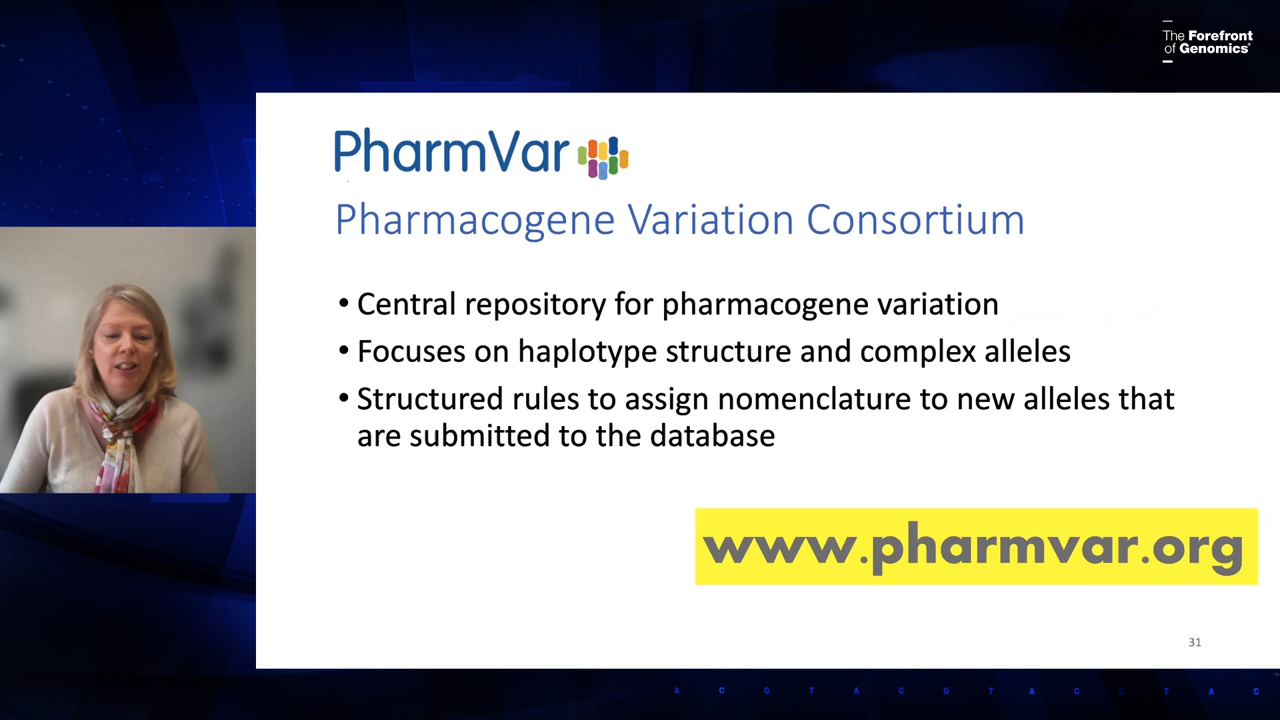 The Forefront
of Genomics®
PharmVar
Pharmacogene Variation Consortium
• Central repository for pharmacogene variation
• Focuses on haplotype structure and complex alleles
• Structured rules to assign nomenclature to new alleles that
are submitted to the database
www.pharmvar.org
31
A C G T A C G T A C G T A C